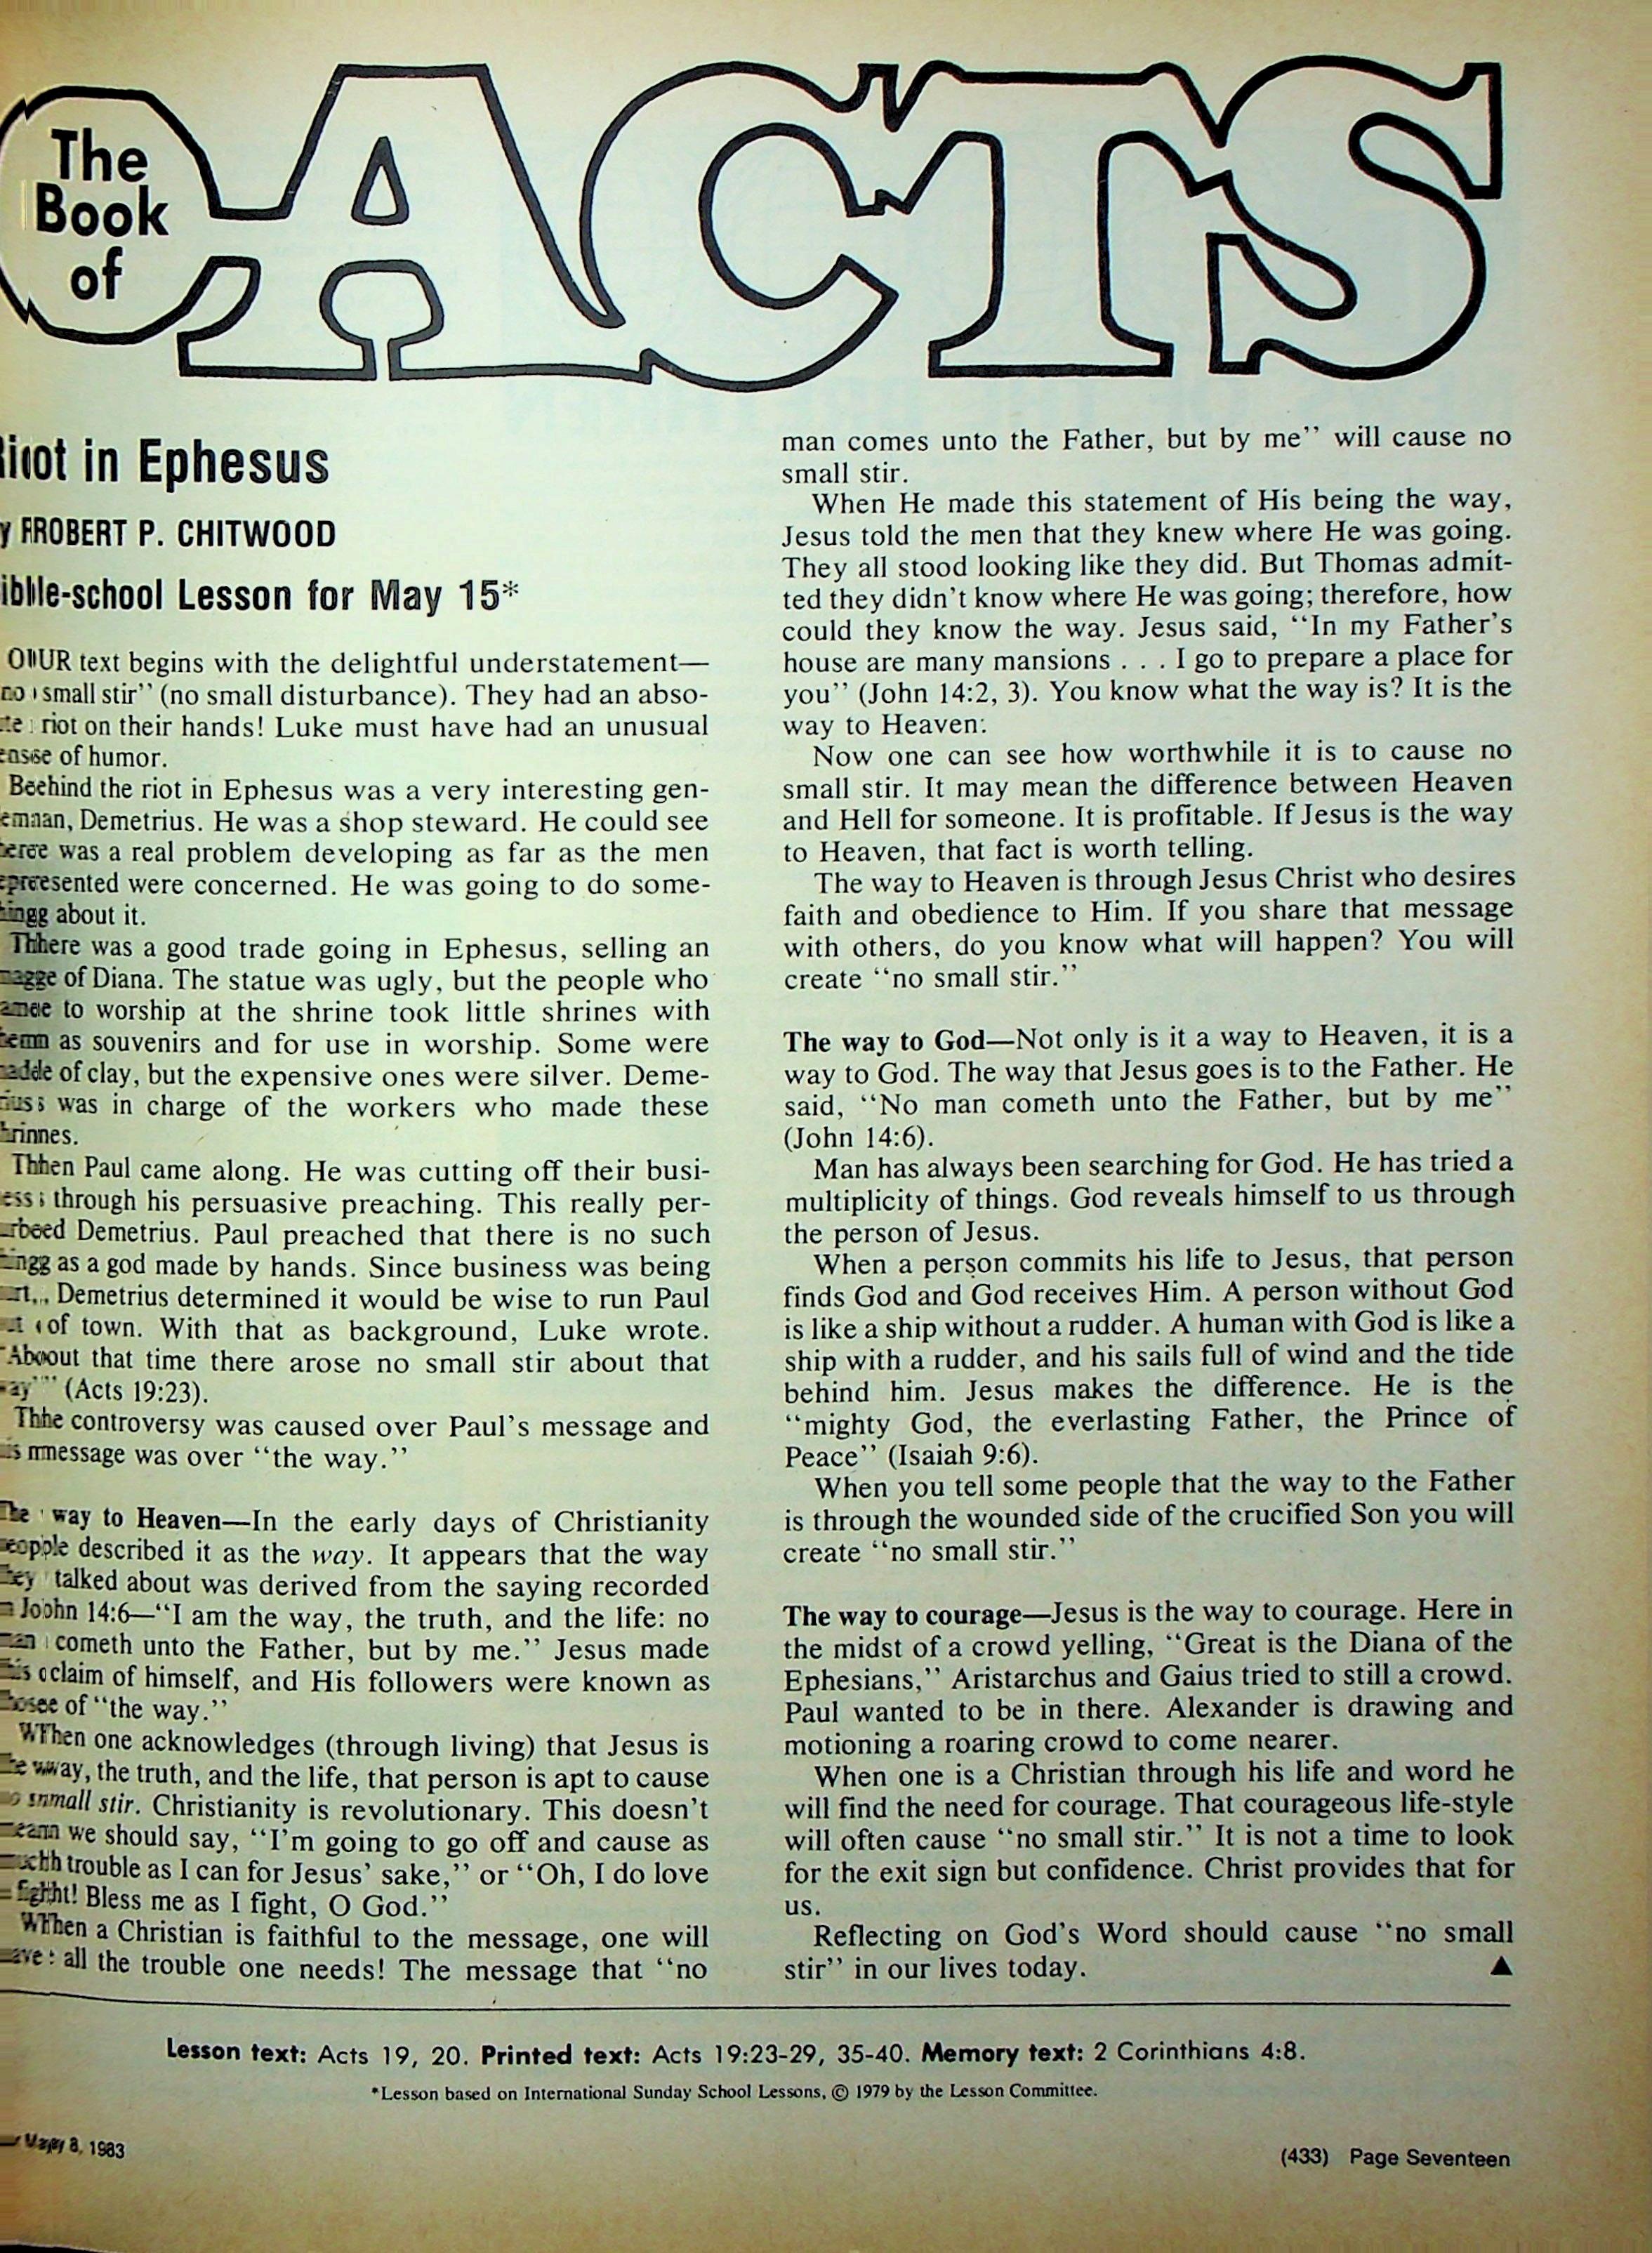 The
Book
of
ACTS
Riot in Ephesus
y ROBERT P. CHITWOOD
ible-school Lesson for May 15*
OUR text begins with the delightful understatement—
no small stir” (no small disturbance). They had an abso-
te riot on their hands! Luke must have had an unusual
ense of humor.
Behind the riot in Ephesus was a very interesting gen-
eman, Demetrius. He was a shop steward. He could see
here was a real problem developing as far as the men
epresented were concerned. He was going to do some-
hing about it.
There was a good trade going in Ephesus, selling an
mage of Diana. The statue was ugly, but the people who
ame to worship at the shrine took little shrines with
hem as souvenirs and for use in worship. Some were
made of clay, but the expensive ones were silver. Deme-
rius was in charge of the workers who made these
hrines.
Then Paul came along. He was cutting off their busi-
ess through his persuasive preaching. This really per-
urbed Demetrius. Paul preached that there is no such
hing as a god made by hands. Since business was being
urt, Demetrius determined it would be wise to run Paul
ut of town. With that as background, Luke wrote.
“About that time there arose no small stir about that
way” (Acts 19:23).
The controversy was caused over Paul’s message and
is message was over “the way.”
The way to Heaven—In the early days of Christianity
people described it as the way. It appears that the way
they talked about was derived from the saying recorded
n John 14:6—“I am the way, the truth, and the life: no
man cometh unto the Father, but by me.” Jesus made
this claim of himself, and His followers were known as
those of “the way.”
When one acknowledges (through living) that Jesus is
the way, the truth, and the life, that person is apt to cause
no small stir. Christianity is revolutionary. This doesn’t
mean we should say, “I’m going to go off and cause as
much trouble as I can for Jesus’ sake,” or “Oh, I do love
fight! Bless me as I fight, O God.”
When a Christian is faithful to the message, one will
have all the trouble one needs! The message that “no
man comes unto the Father, but by me” will cause no
small stir.
When He made this statement of His being the way,
Jesus told the men that they knew where He was going.
They all stood looking like they did. But Thomas admit-
ted they didn’t know where He was going; therefore, how
could they know the way. Jesus said, “In my Father’s
house are many mansions . . . I go to prepare a place for
you” (John 14:2, 3). You know what the way is? It is the
way to Heaven.
Now one can see how worthwhile it is to cause no
small stir. It may mean the difference between Heaven
and Hell for someone. It is profitable. If Jesus is the way
to Heaven, that fact is worth telling.
The way to Heaven is through Jesus Christ who desires
faith and obedience to Him. If you share that message
with others, do you know what will happen? You will
create “no small stir.”
The way to God—Not only is it a way to Heaven, it is a
way to God. The way that Jesus goes is to the Father. He
said, “No man cometh unto the Father, but by me”
(John 14:6).
Man has always been searching for God. He has tried a
multiplicity of things. God reveals himself to us through
the person of Jesus.
When a person commits his life to Jesus, that person
finds God and God receives Him. A person without God
is like a ship without a rudder. A human with God is like a
ship with a rudder, and his sails full of wind and the tide
behind him. Jesus makes the difference. He is the
“mighty God, the everlasting Father, the Prince of
Peace” (Isaiah 9:6).
When you tell some people that the way to the Father
is through the wounded side of the crucified Son you will
create “no small stir.”
The way to courage—Jesus is the way to courage. Here in
the midst of a crowd yelling, “Great is the Diana of the
Ephesians,” Aristarchus and Gaius tried to still a crowd.
Paul wanted to be in there. Alexander is drawing and
motioning a roaring crowd to come nearer.
When one is a Christian through his life and word he
will find the need for courage. That courageous life-style
will often cause “no small stir.” It is not a time to look
for the exit sign but confidence. Christ provides that for
us.
Reflecting on God’s Word should cause “no small
stir” in our lives today. ▲
Lesson text: Acts 19, 20. Printed text: Acts 19:23-29, 35-40. Memory text: 2 Corinthians 4:8.
*Lesson based on International Sunday School Lessons, © 1979 by the Lesson Committee.
May 8, 1983
(433) Page Seventeen